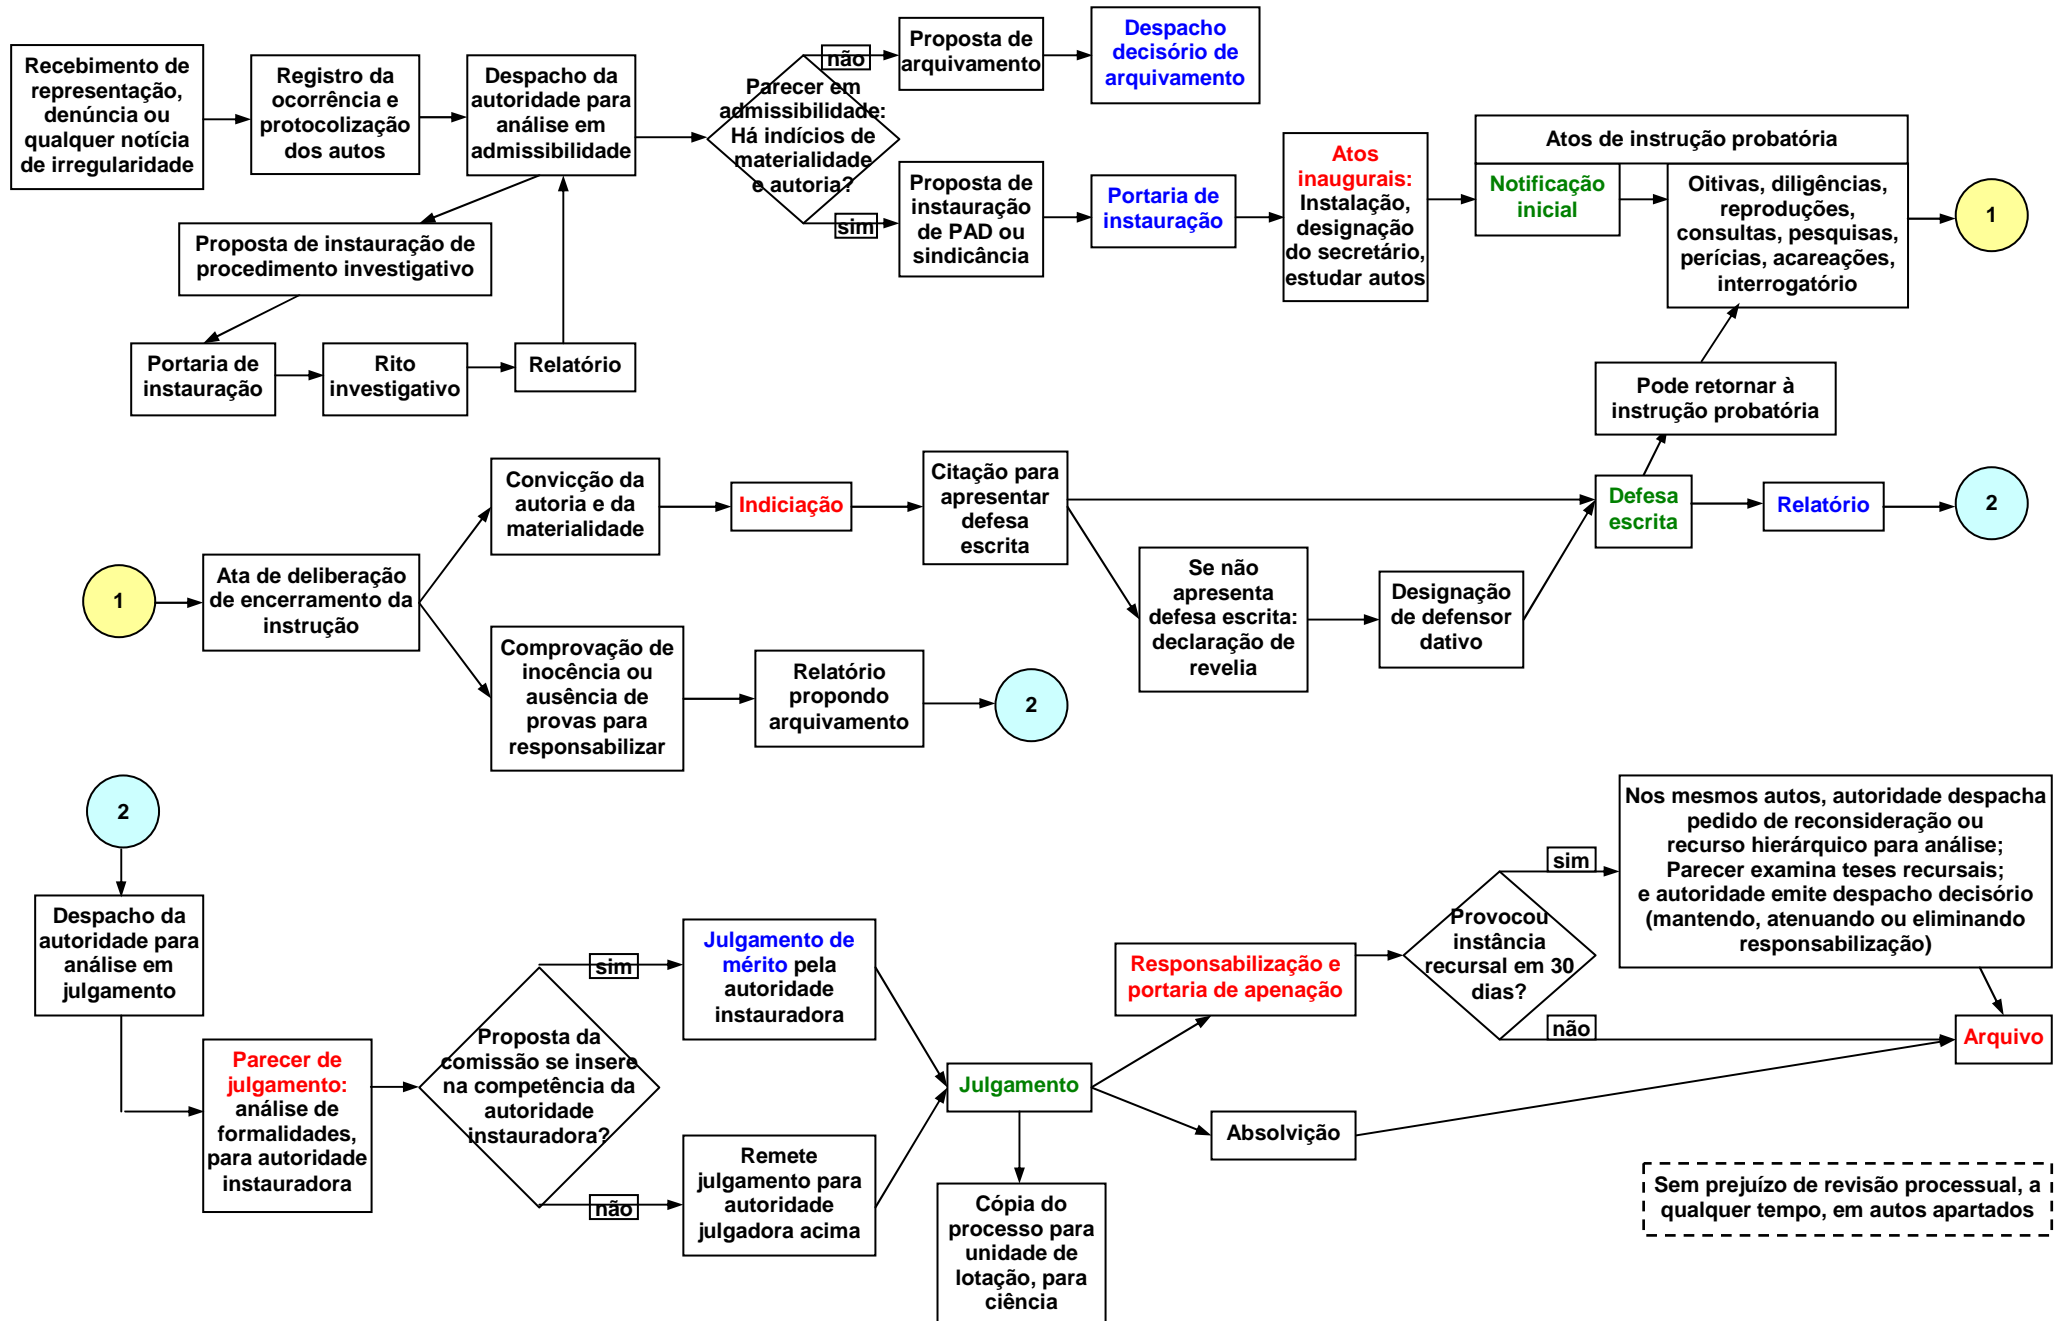 Recebimento de
representação,
denúncia ou
qualquer notícia
de irregularidade
Registro da
ocorrência e
protocolização
dos autos
Despacho da
autoridade para
análise em
admissibilidade
Parecer em
admissibilidade:
Há indícios de
materialidade
e autoria?
não
Proposta de
arquivamento
Despacho
decisório de
arquivamento
sim
Proposta de
instauração
de PAD ou
sindicância
Portaria de
instauração
Atos
inaugurais:
Instalação,
designação
do secretário,
estudar autos
Atos de instrução probatória
Notificação
inicial
Oitivas, diligências,
reproduções,
consultas, pesquisas,
perícias, acareações,
interrogatório
1
Proposta de instauração de
procedimento investigativo
Portaria de
instauração
Rito
investigativo
Relatório
Pode retornar à
instrução probatória
1
Ata de deliberação
de encerramento da
instrução
Convicção da
autoria e da
materialidade
Indiciação
Citação para
apresentar
defesa
escrita
Se não
apresenta
defesa escrita:
declaração de
revelia
Designação
de defensor
dativo
Defesa
escrita
Relatório
2
Comprovação de
inocência ou
ausência de
provas para
responsabilizar
Relatório
propondo
arquivamento
2
2
Despacho da
autoridade para
análise em
julgamento
Parecer de
julgamento:
análise de
formalidades,
para autoridade
instauradora
Proposta da
comissão se insere
na competência da
autoridade
instauradora?
sim
Julgamento de
mérito pela
autoridade
instauradora
não
Remete
julgamento para
autoridade
julgadora acima
Julgamento
Cópia do
processo para
unidade de
lotação, para
ciência
Responsabilização e
portaria de apenação
Absolvição
Provocou
instância
recursal em 30
dias?
sim
Nos mesmos autos, autoridade despacha
pedido de reconsideração ou
recurso hierárquico para análise;
Parecer examina teses recursais;
e autoridade emite despacho decisório
(mantendo, atenuando ou eliminando
responsabilização)
não
Arquivo
Sem prejuízo de revisão processual, a
qualquer tempo, em autos apartados